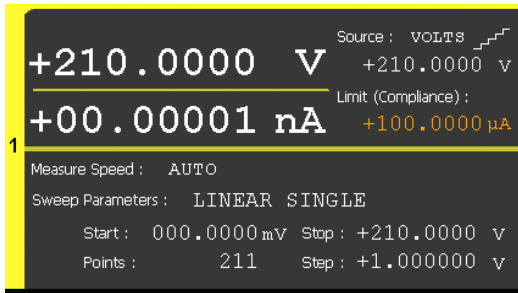 +210.0000 V
Source : VOLTS
+210.0000 V
+00.00001 nA
Limit (Compliance) :
+100.0000 µA
1
Measure Speed : AUTO
Sweep Parameters : LINEAR SINGLE
Start : 000.0000 mV Stop : +210.0000 V
Points : 211 Step : +1.000000 V